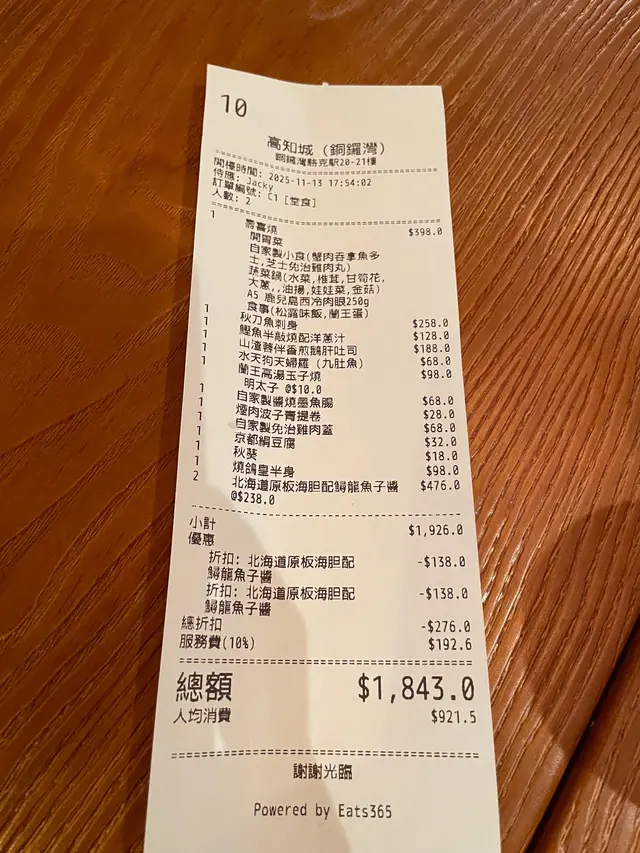 10
高知城 (銅鑼灣)
銅鑼灣駱克駅20-21樓
開檯時間: 2025-11-13 17:54:02
侍應: Jacky
訂單編號: C1 [堂食]
人數: 2
1 壽喜燒 $398.0
開胃菜
自家製小食(蟹肉吞拿魚多
士,芝士免治雞肉丸)
蔬菜鍋(水菜,椎茸,甘筍花,
大蔥,,油揚,娃娃菜,金菇)
A5 鹿兒島西冷肉眼250g
食事(松露味飯,蘭王蛋)
1 秋刀魚刺身 $258.0
1 鰹魚半敲燒配洋蔥汁 $128.0
1 山渣蓉伴香煎鵝肝吐司 $188.0
1 水天狗天婦羅 (九肚魚) $68.0
1 蘭王高湯玉子燒 $98.0
明太子 @$10.0
1 自家製醬燒墨魚腸 $68.0
1 煙肉波子膏提卷 $28.0
1 自家製免治雞肉蓋 $68.0
1 京都絹豆腐 $32.0
1 秋葵 $18.0
1 燒鴿皇半身 $98.0
2 北海道原板海胆配鱘龍魚子醬 $476.0
@$238.0
小計 $1,926.0
優惠
折扣: 北海道原板海胆配 -$138.0
鱘龍魚子醬
折扣: 北海道原板海胆配 -$138.0
鱘龍魚子醬
總折扣 -$276.0
服務費(10%) $192.6
總額 $1,843.0
人均消費 $921.5
謝謝光臨
Powered by Eats365